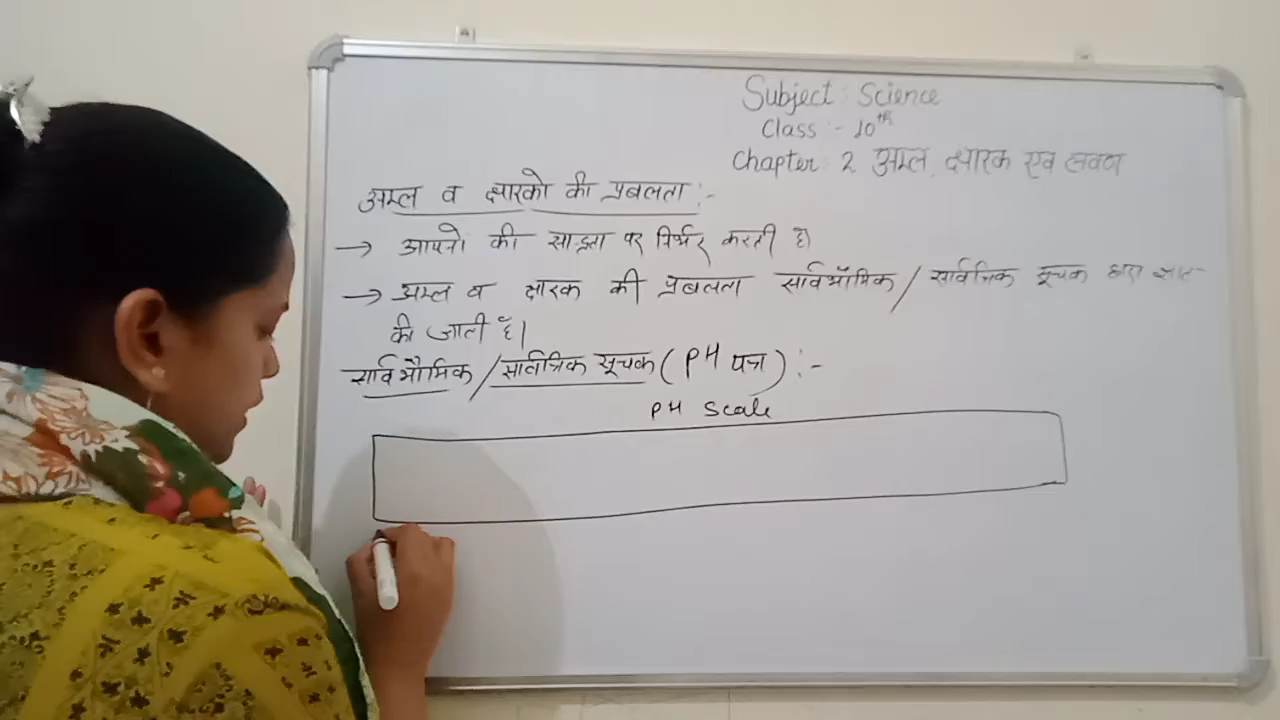 Subject : Science
Class :- 10th
Chapter : 2 अम्ल, क्षारक एव लवण
अम्ल व क्षारको की प्रबलता :-
→ आयनो की सान्द्रता पर निर्भर करती है।
→ अम्ल व क्षारक की प्रबलता सार्वभौमिक / सार्वत्रिक सूचक द्वारा ज्ञात
की जाती है।
सार्वभौमिक / सार्वत्रिक सूचक (PH पत्र) :-
PH Scale